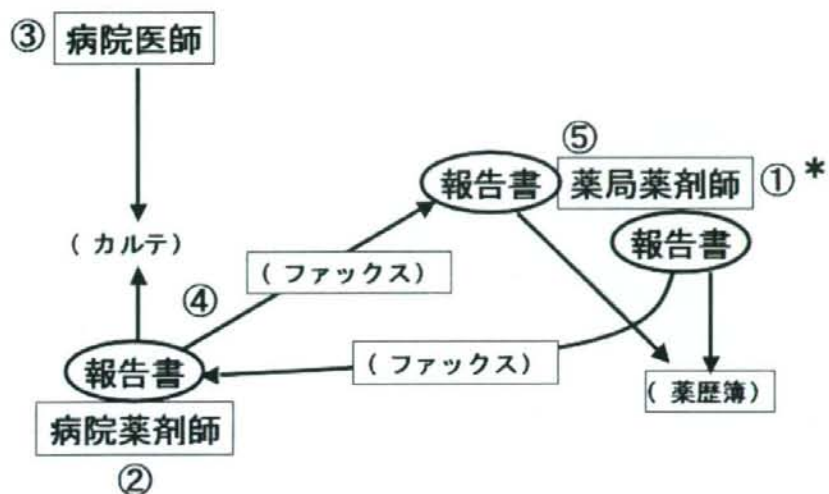 ③ 病院医師
⑤
報告書 薬局薬剤師 ① *
報告書
( カルテ )
( ファックス )
④
報告書
( ファックス )
( 薬歴簿 )
病院薬剤師
②